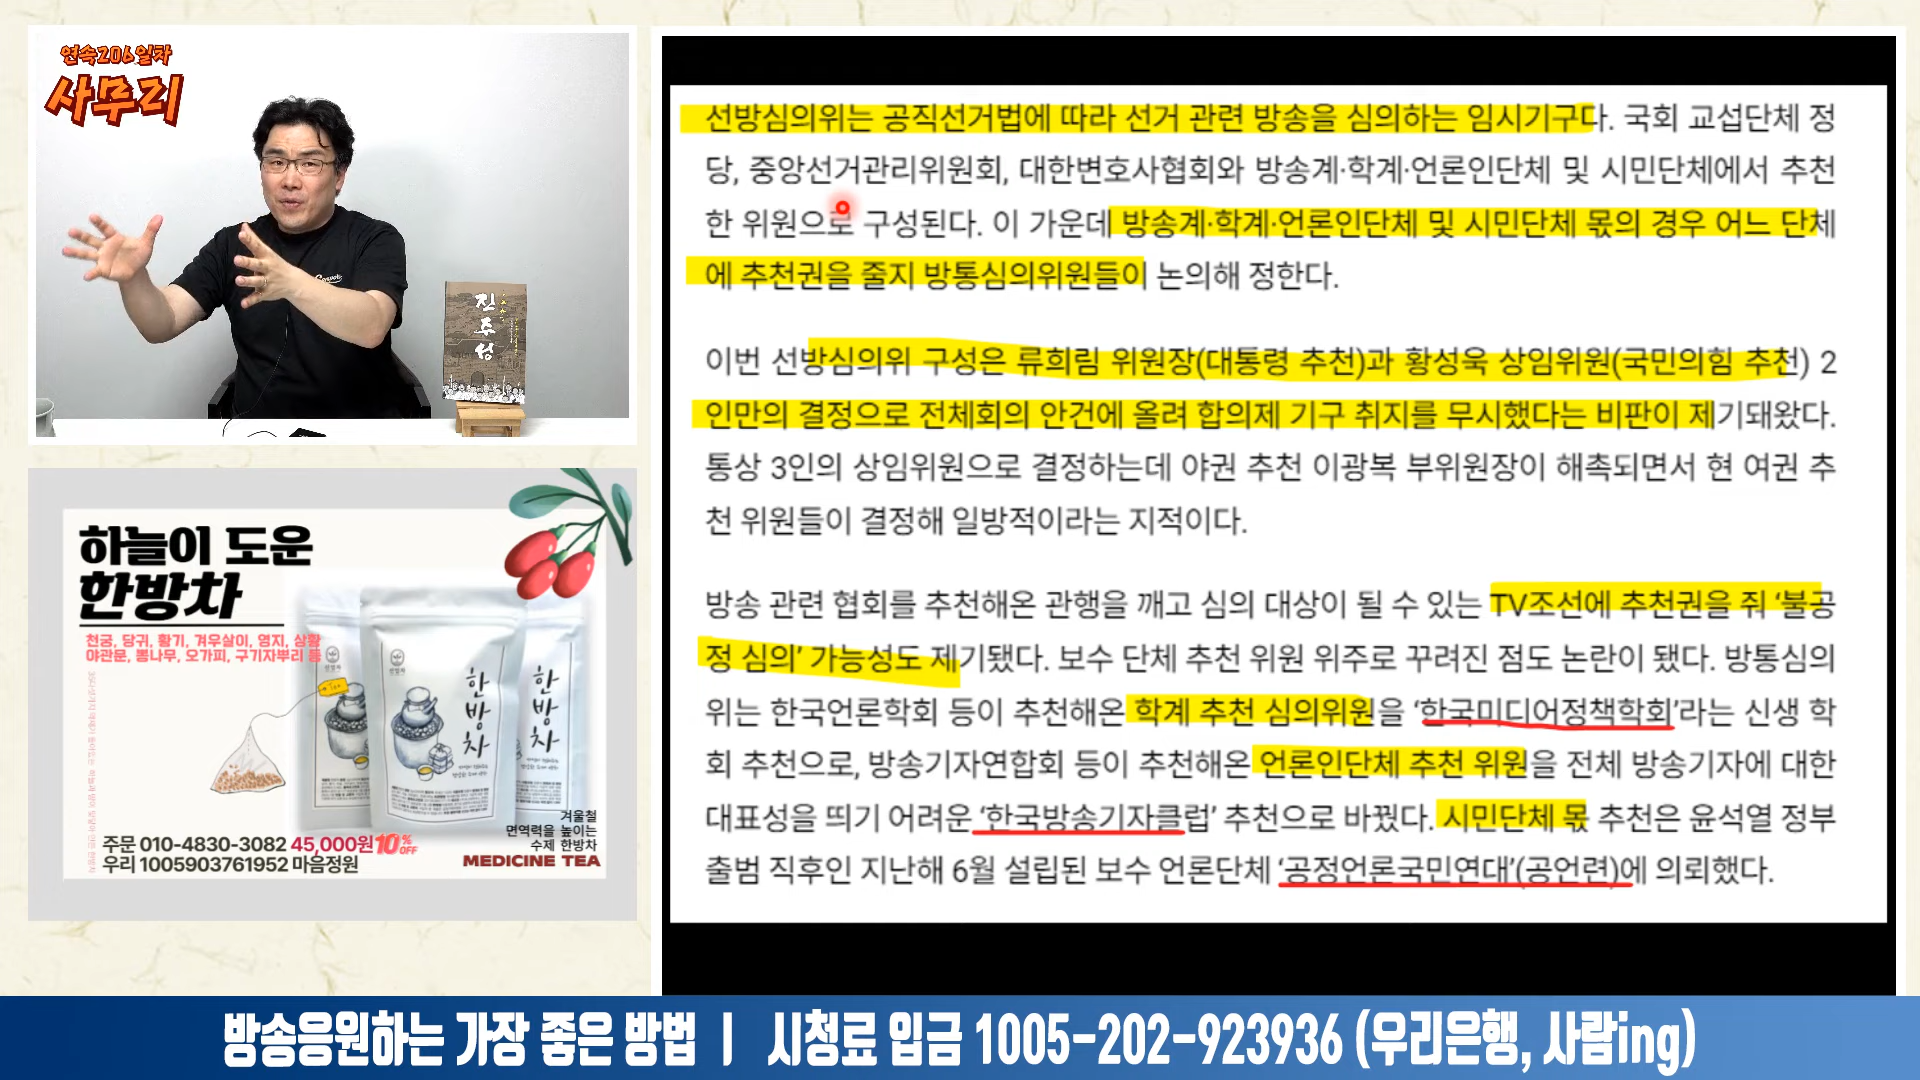 연속206일차
사무리
진주성
하늘이 도운
한방차
천궁, 당귀, 황기, 겨우살이, 영지, 상황
야관문, 뽕나무, 오가피, 구기자뿌리 등
한방차
한방차
겨울철
면역력을 높이는
수제 한방차
MEDICINE TEA
주문 010-4830-3082 45,000원 10% OFF
우리 1005903761952 마음정원
선방심의위는 공직선거법에 따라 선거 관련 방송을 심의하는 임시기구다. 국회 교섭단체 정
당, 중앙선거관리위원회, 대한변호사협회와 방송계·학계·언론인단체 및 시민단체에서 추천
한 위원으로 구성된다. 이 가운데 방송계·학계·언론인단체 및 시민단체 몫의 경우 어느 단체
에 추천권을 줄지 방통심의위원들이 논의해 정한다.
이번 선방심의위 구성은 류희림 위원장(대통령 추천)과 황성욱 상임위원(국민의힘 추천) 2
인만의 결정으로 전체회의 안건에 올려 합의제 기구 취지를 무시했다는 비판이 제기돼왔다.
통상 3인의 상임위원으로 결정하는데 야권 추천 이광복 부위원장이 해촉되면서 현 여권 추
천 위원들이 결정해 일방적이라는 지적이다.
방송 관련 협회를 추천해온 관행을 깨고 심의 대상이 될 수 있는 TV조선에 추천권을 줘 ‘불공
정 심의’ 가능성도 제기됐다. 보수 단체 추천 위원 위주로 꾸려진 점도 논란이 됐다. 방통심의
위는 한국언론학회 등이 추천해온 학계 추천 심의위원을 ‘한국미디어정책학회’라는 신생 학
회 추천으로, 방송기자연합회 등이 추천해온 언론인단체 추천 위원을 전체 방송기자에 대한
대표성을 띄기 어려운 ‘한국방송기자클럽’ 추천으로 바꿨다. 시민단체 몫 추천은 윤석열 정부
출범 직후인 지난해 6월 설립된 보수 언론단체 ‘공정언론국민연대’(공언련)에 의뢰했다.
방송응원하는 가장 좋은 방법 | 시청료 입금 1005-202-923936 (우리은행, 사람ing)